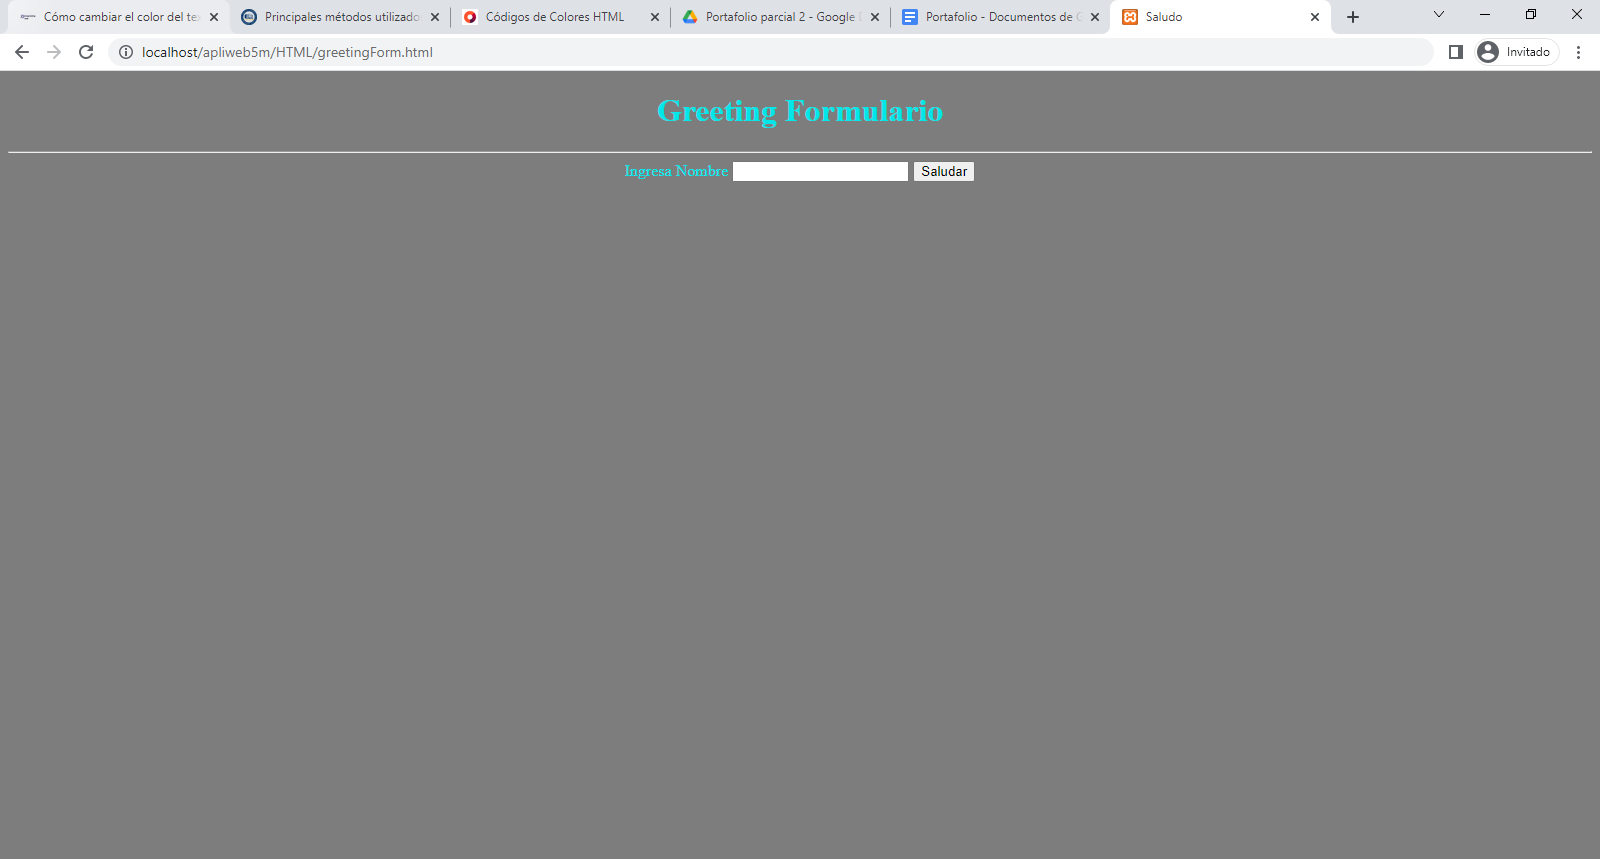 Cómo cambiar el color del tex
Principales métodos utilizado
Códigos de Colores HTML
Portafolio parcial 2 - Google
Portafolio - Documentos de G
Saludo
localhost/apliweb5m/HTML/greetingForm.html
Invitado
Greeting Formulario
Ingresa Nombre
Saludar